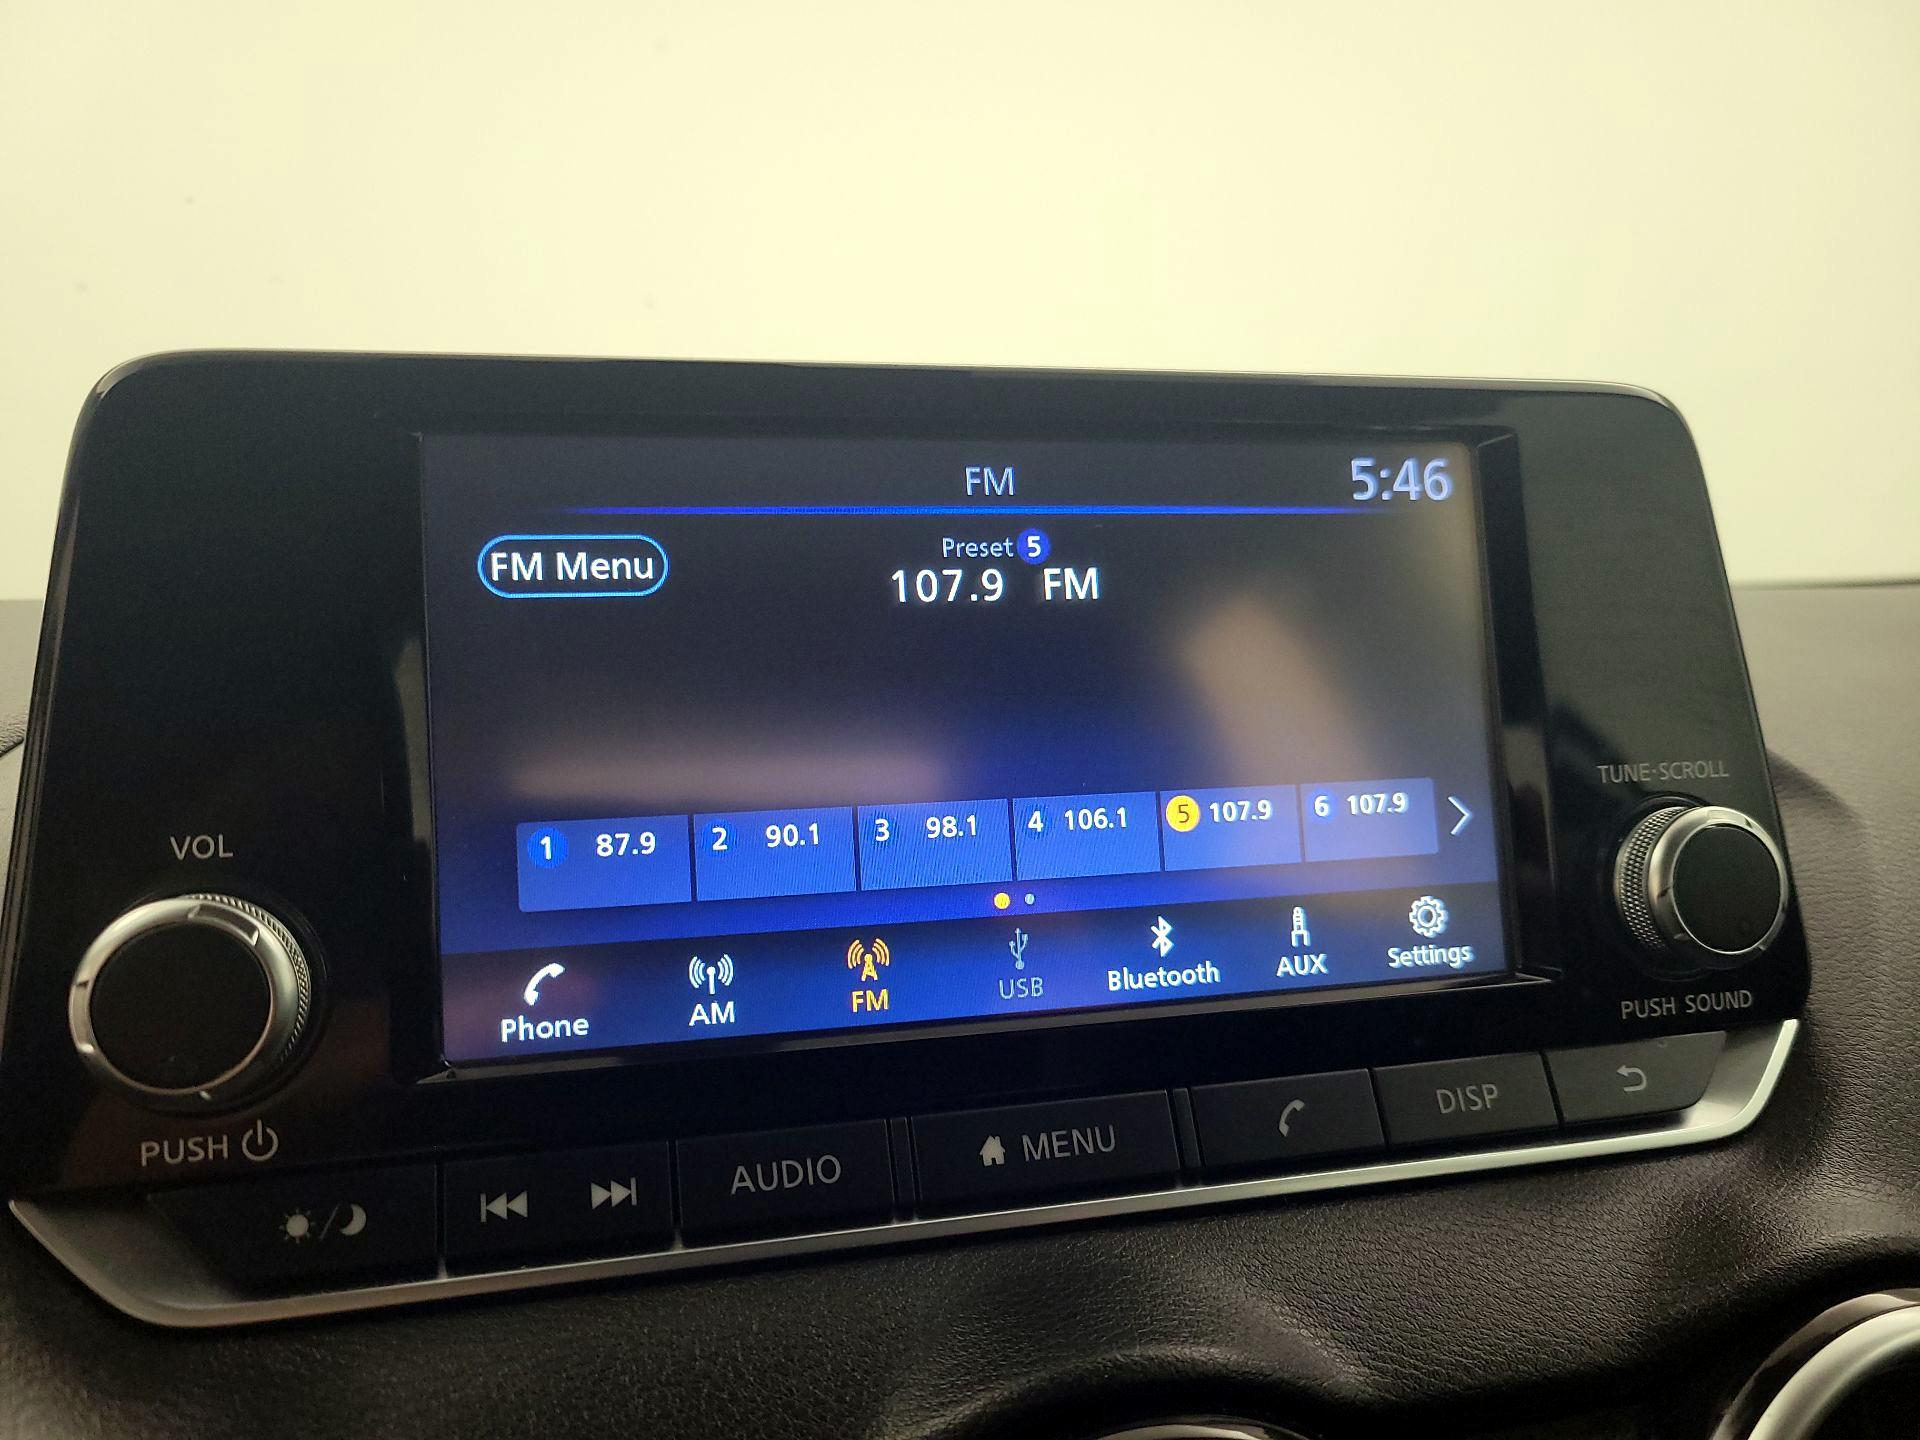 FM 5:46
FM Menu
Preset 5
107.9 FM
1 87.9 2 90.1 3 98.1 4 106.1 5 107.9 6 107.9
Phone AM FM USB Bluetooth AUX Settings
VOL
PUSH
TUNE·SCROLL
PUSH SOUND
AUDIO MENU DISP